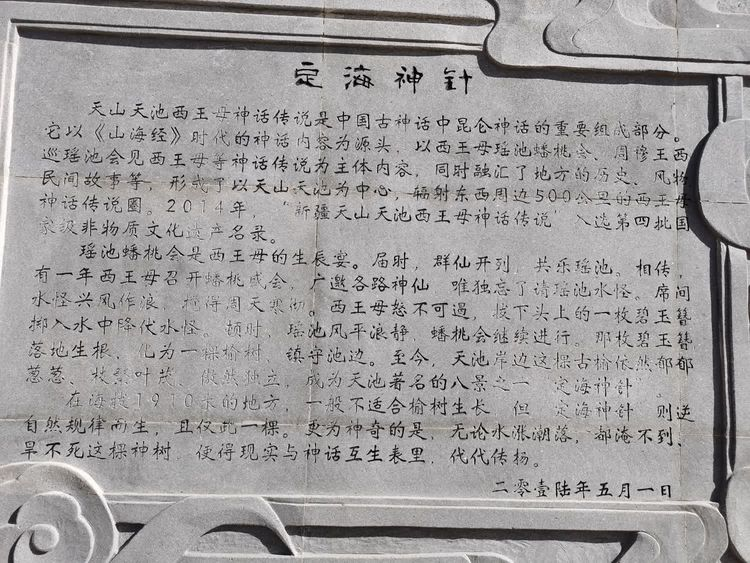 定海神针
天山天池西王母神话传说是中国古神话中昆仑神话的重要组成部分。
它以《山海经》时代的神话内容为源头，以西王母瑶池蟠桃会、周穆王西
巡瑶池会见西王母等神话传说为主体内容，同时融汇了地方的历史、风物
民间故事等，形成了以天山天池为中心，辐射东西周边500公里的西王母
神话传说圈。2014年，“新疆天山天池西王母神话传说”入选第四批国
家级非物质文化遗产名录。
瑶池蟠桃会是西王母的生辰宴。届时，群仙开列，共乐瑶池。相传，
有一年西王母召开蟠桃盛会，广邀各路神仙，唯独忘了请瑶池水怪。席间
水怪兴风作浪，搅得周天寒彻。西王母怒不可遏，拔下头上的一枚碧玉簪
掷入水中降伏水怪。顿时，瑶池风平浪静，蟠桃会继续进行。那枚碧玉簪
落地生根，化为一棵榆树，镇守池边。至今，天池岸边这棵古榆依然郁郁
葱葱、枝繁叶茂、傲然独立，成为天池著名的八景之一“定海神针”。
在海拔1910米的地方，一般不适合榆树生长，但“定海神针”则逆
自然规律而生，且仅此一棵。更为神奇的是，无论水涨潮落，都淹不到、
旱不死这棵神树，使得现实与神话互生表里，代代传扬。
二零壹陆年五月一日